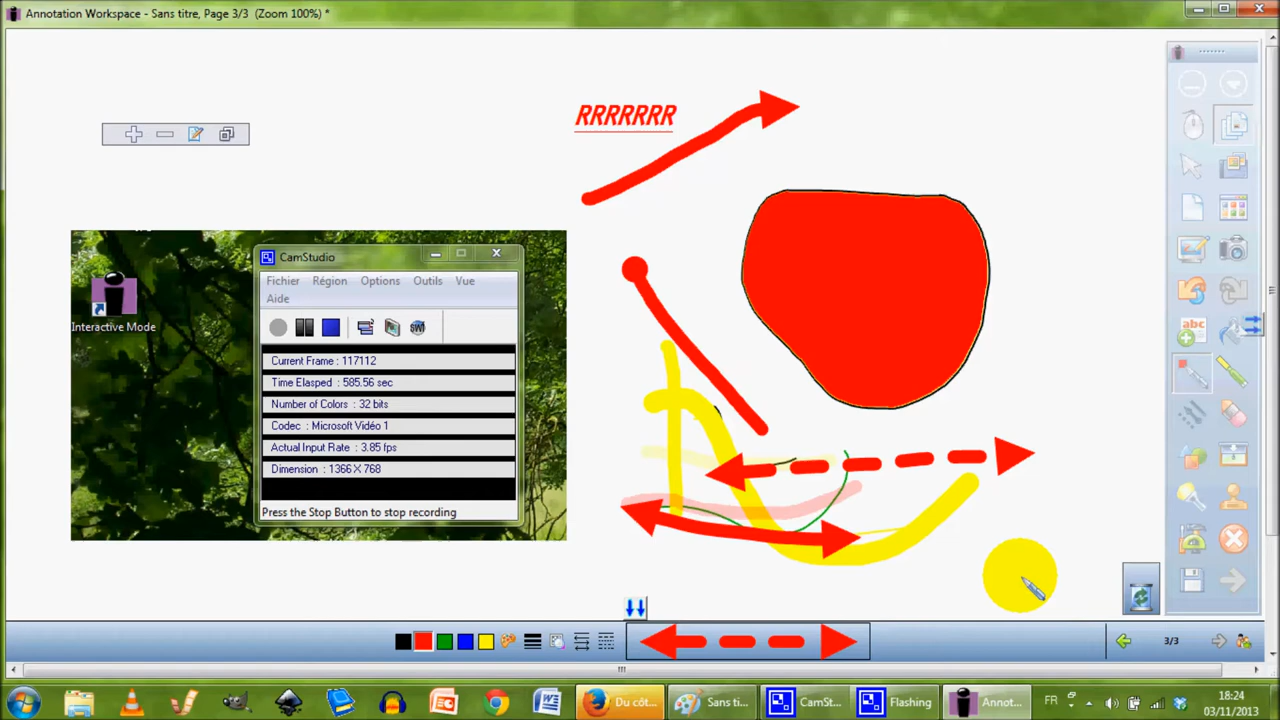 Annotation Workspace - Sans titre, Page 3/3 (Zoom 100%) *
RRRRRRR
abc
Interactive Mode
CamStudio
Fichier Région Options Outils Vue
Aide
SWF
Current Frame : 117112
Time Elasped : 585.56 sec
Number of Colors : 32 bits
Codec : Microsoft Vidéo 1
Actual Input Rate : 3.85 fps
Dimension : 1366 X 768
Press the Stop Button to stop recording
3/3
Du côt...
Sans ti...
CamSt...
Flashing
Annot...
FR
18:24
03/11/2013